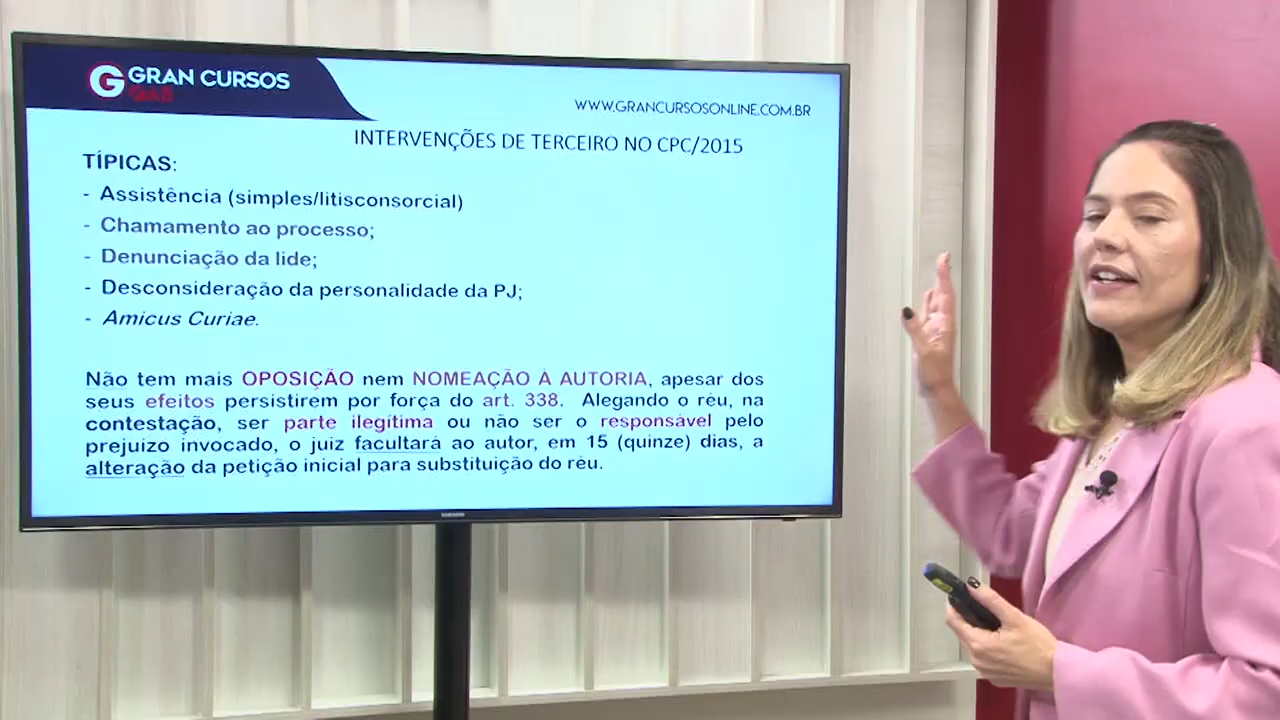 G GRAN CURSOS
OAB
WWW.GRANCURSOSONLINE.COM.BR
INTERVENÇÕES DE TERCEIRO NO CPC/2015
TÍPICAS:
- Assistência (simples/litisconsorcial)
- Chamamento ao processo;
- Denunciação da lide;
- Desconsideração da personalidade da PJ;
- Amicus Curiae.
Não tem mais OPOSIÇÃO nem NOMEAÇÃO À AUTORIA, apesar dos
seus efeitos persistirem por força do art. 338. Alegando o réu, na
contestação, ser parte ilegítima ou não ser o responsável pelo
prejuízo invocado, o juiz facultará ao autor, em 15 (quinze) dias, a
alteração da petição inicial para substituição do réu.
SAMSUNG